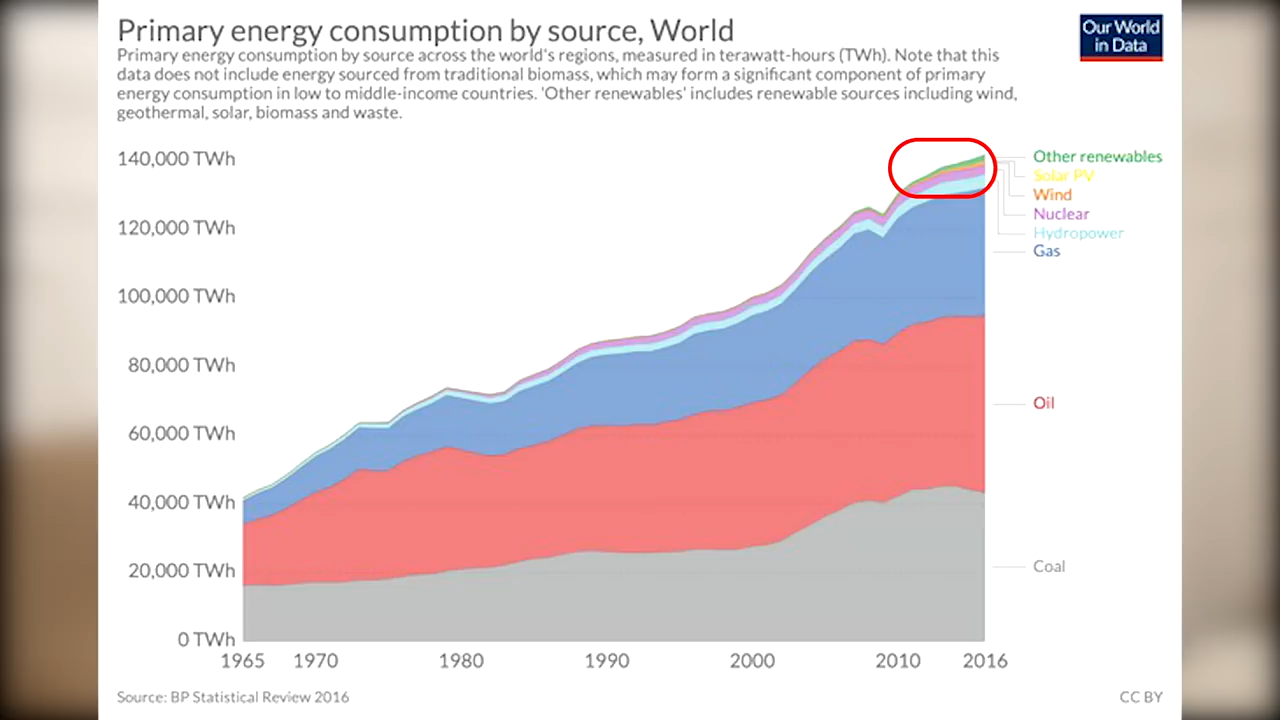 Primary energy consumption by source, World
Primary energy consumption by source across the world's regions, measured in terawatt-hours (TWh). Note that this
data does not include energy sourced from traditional biomass, which may form a significant component of primary
energy consumption in low to middle-income countries. 'Other renewables' includes renewable sources including wind,
geothermal, solar, biomass and waste.
Our World
in Data
140,000 TWh
120,000 TWh
100,000 TWh
80,000 TWh
60,000 TWh
40,000 TWh
20,000 TWh
0 TWh
Other renewables
Solar PV
Wind
Nuclear
Hydropower
Gas
Oil
Coal
1965 1970 1980 1990 2000 2010 2016
Source: BP Statistical Review 2016
CC BY